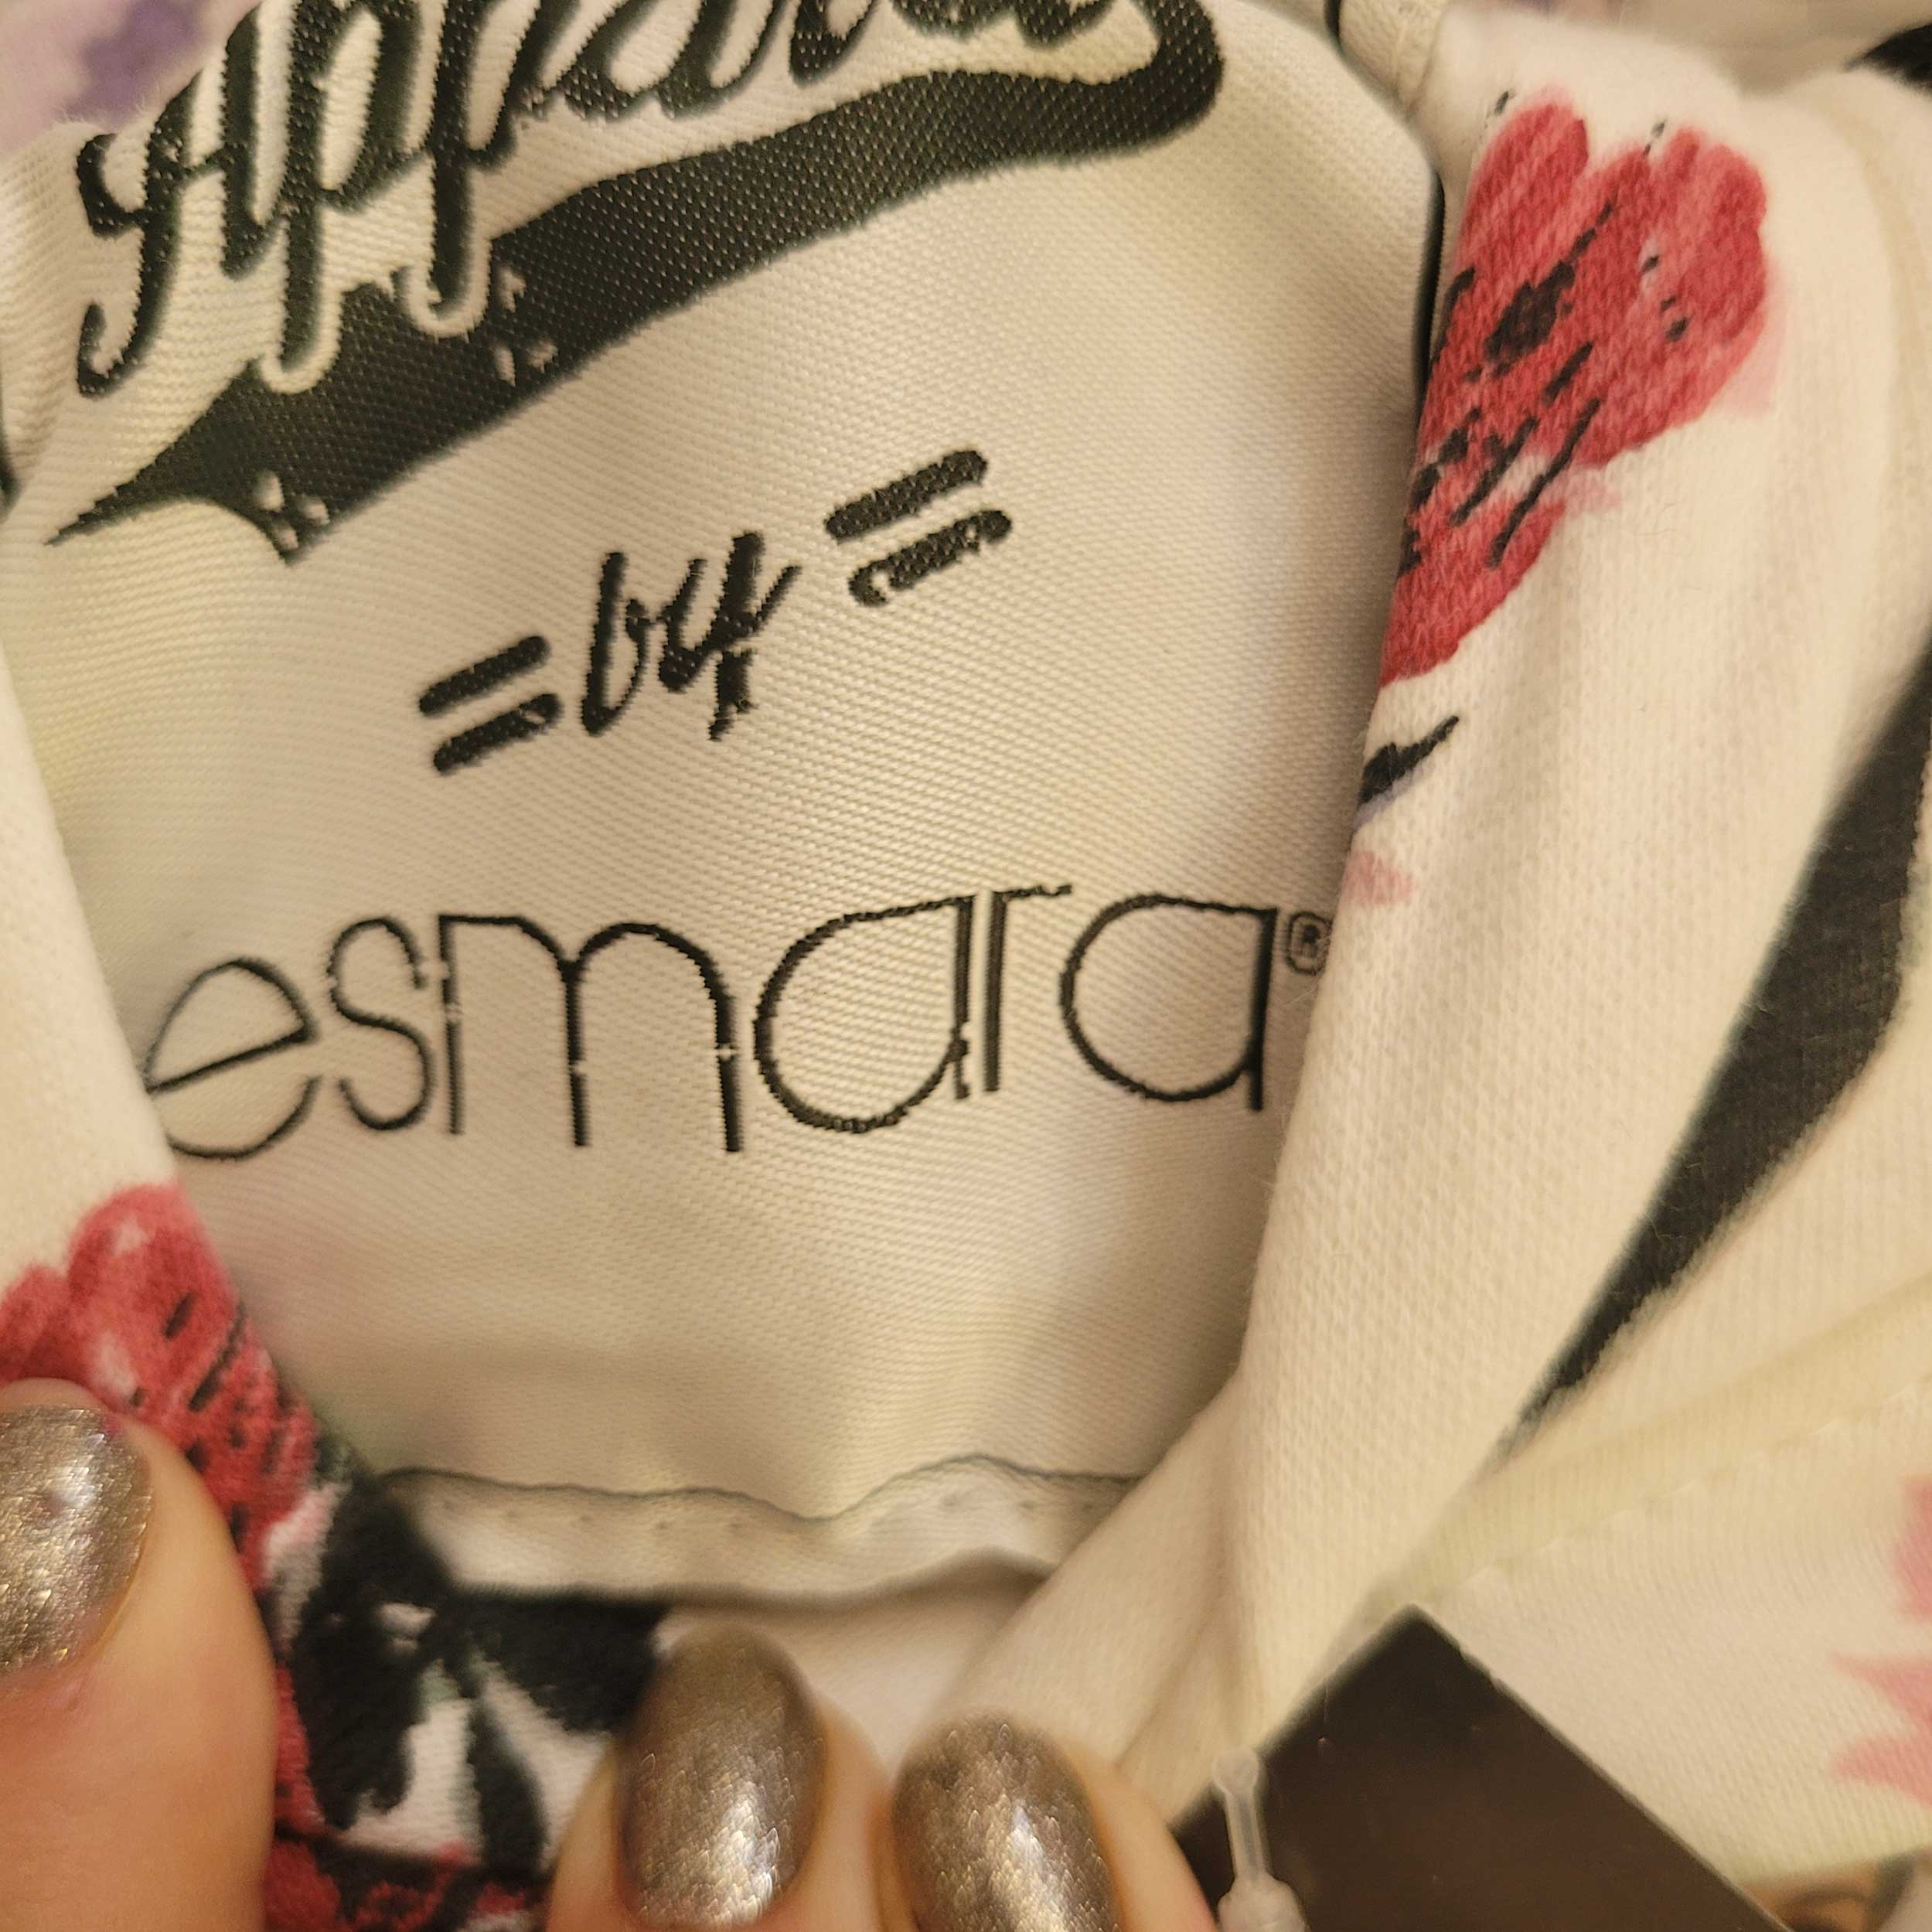 Apparel
=by=
esmara®